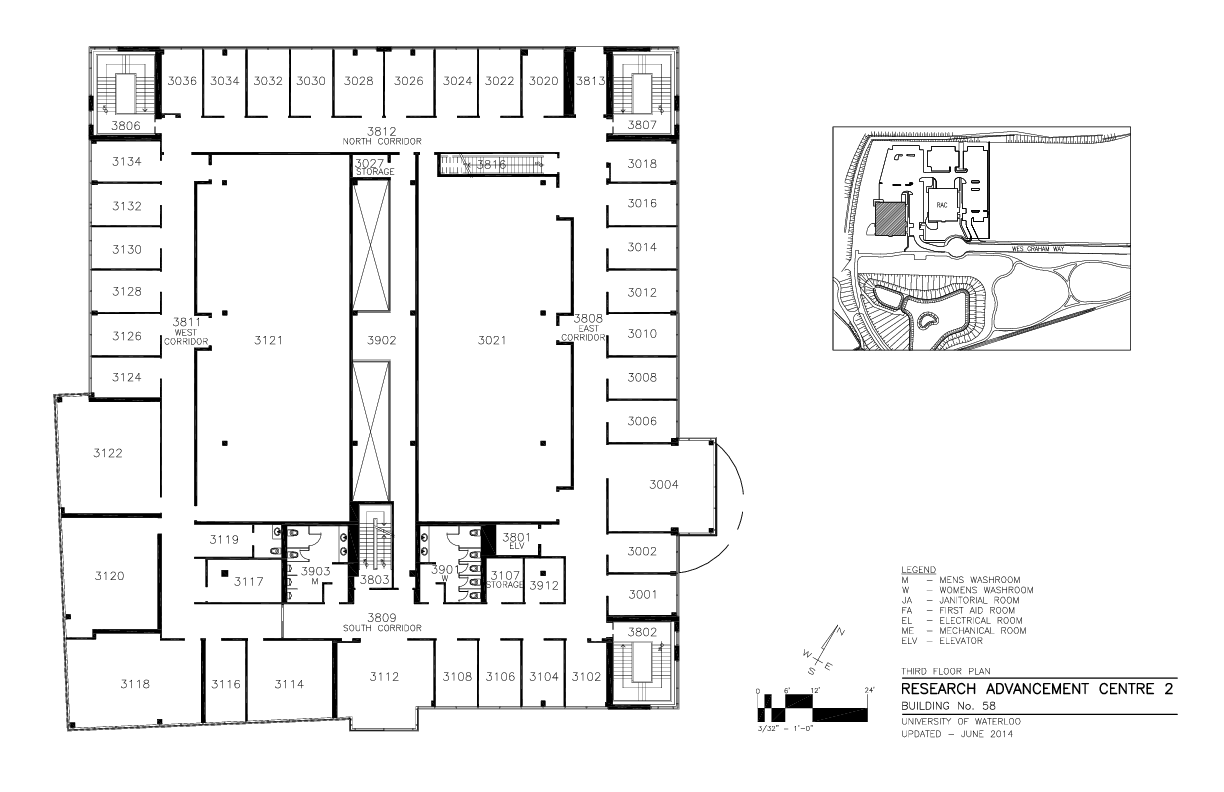 3036 3034 3032 3030 3028 3026 3024 3022 3020 3813
3806
3812
NORTH CORRIDOR
3807
3134
3027
STORAGE
3816
3018
3132
3016
3130
3014
3128
3012
3811
WEST
CORRIDOR
3808
EAST
CORRIDOR
3126
3121
3902
3021
3010
3124
3008
3006
3122
3004
3119
3801
ELV
3002
3120
3117
3903
M
3803
3901
W
3107
STORAGE
3912
3001
3809
SOUTH CORRIDOR
3802
3118
3116
3114
3112
3108
3106
3104
3102
RAC
WES GRAHAM WAY
LEGEND
M – MENS WASHROOM
W – WOMENS WASHROOM
JA – JANITORIAL ROOM
FA – FIRST AID ROOM
EL – ELECTRICAL ROOM
ME – MECHANICAL ROOM
ELV – ELEVATOR
N
W
E
S
0 6' 12' 24'
3/32" – 1'-0"
THIRD FLOOR PLAN
RESEARCH ADVANCEMENT CENTRE 2
BUILDING No. 58
UNIVERSITY OF WATERLOO
UPDATED – JUNE 2014